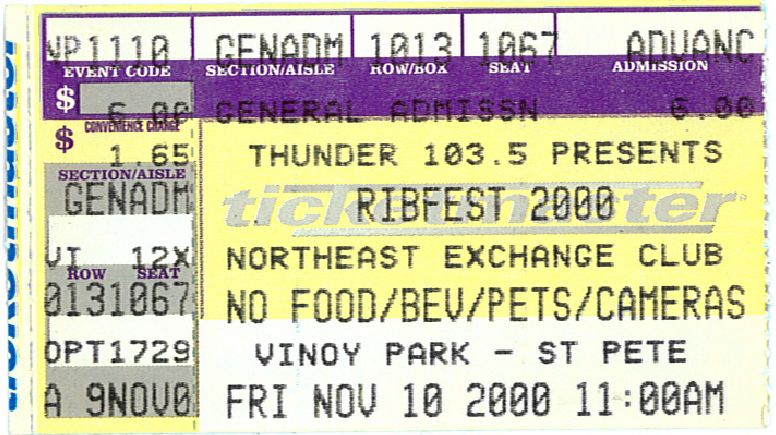 VP1110 GENADM 1013 1067 ADVANC
EVENT CODE SECTION/AISLE ROW/BOX SEAT ADMISSION
$ 6.00 GENERAL ADMISSN 6.00
$ CONVENIENCE CHARGE
1.65 THUNDER 103.5 PRESENTS
SECTION/AISLE
GENADM ticketmaster
.. RIBFEST 2000
VI 12X NORTHEAST EXCHANGE CLUB
ROW SEAT
0131067 NO FOOD/BEV/PETS/CAMERAS
OPT1729 VINOY PARK - ST PETE
A 9NOV0 FRI NOV 10 2000 11:00AM